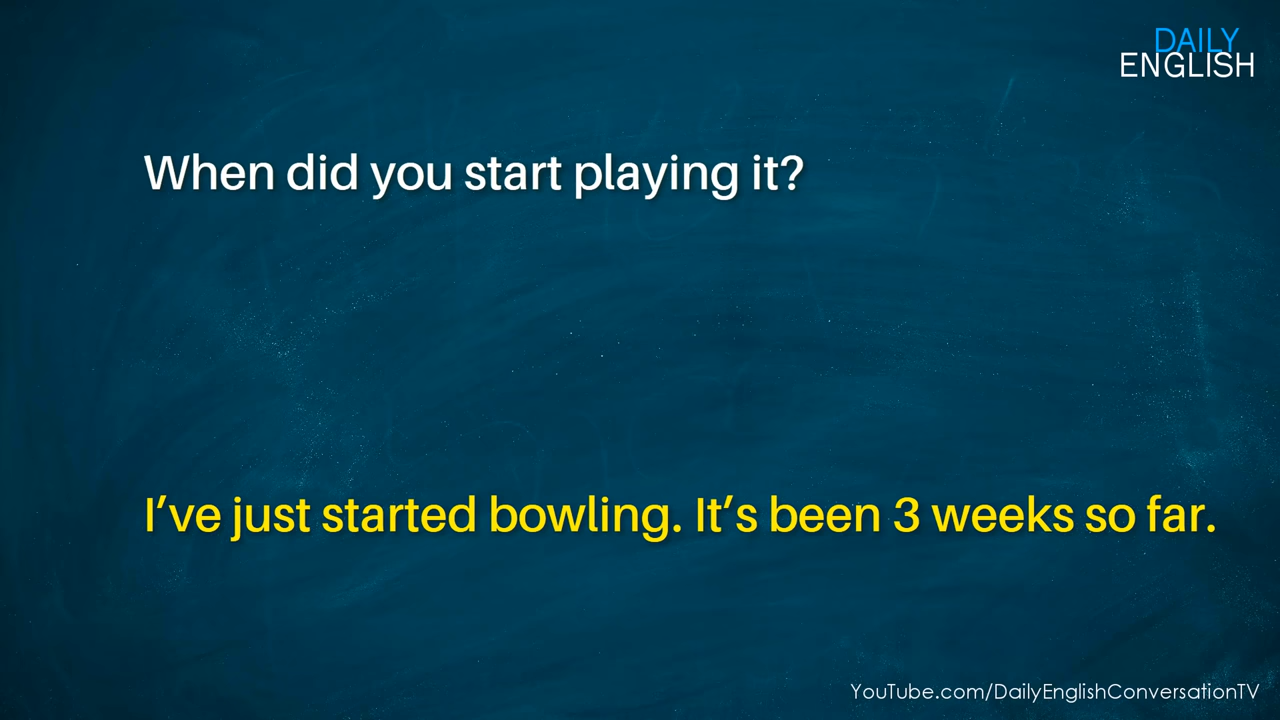 DAILY
ENGLISH
When did you start playing it?
I’ve just started bowling. It’s been 3 weeks so far.
YouTube.com/DailyEnglishConversationTV